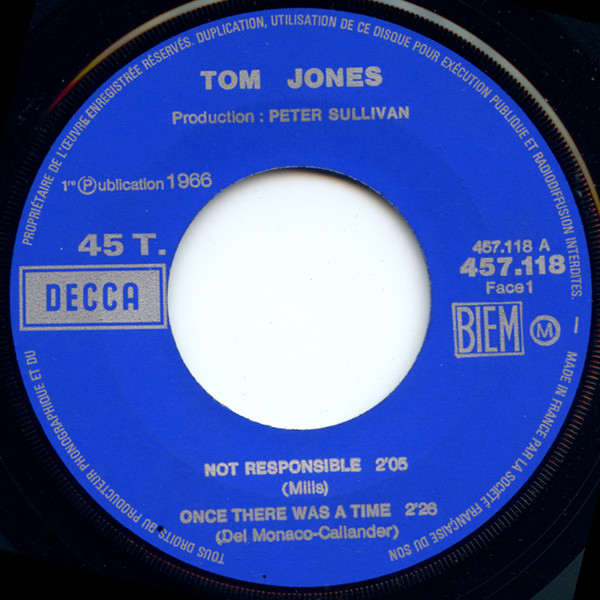 TOUS DROITS DU PRODUCTEUR PHONOGRAPHIQUE ET DU PROPRIÉTAIRE DE L'ŒUVRE ENREGISTRÉE RÉSERVÉS. DUPLICATION, UTILISATION DE CE DISQUE POUR EXÉCUTION PUBLIQUE ET RADIODIFFUSION INTERDITES. — MADE IN FRANCE PAR LA SOCIÉTÉ FRANÇAISE DU SON
TOM JONES
Production : PETER SULLIVAN
1re Ⓟublication 1966
45 T.
DECCA
457.118 A
457.118
Face 1
BIEM
M
NOT RESPONSIBLE 2'05
(Mills)
ONCE THERE WAS A TIME 2'26
(Del Monaco-Callander)